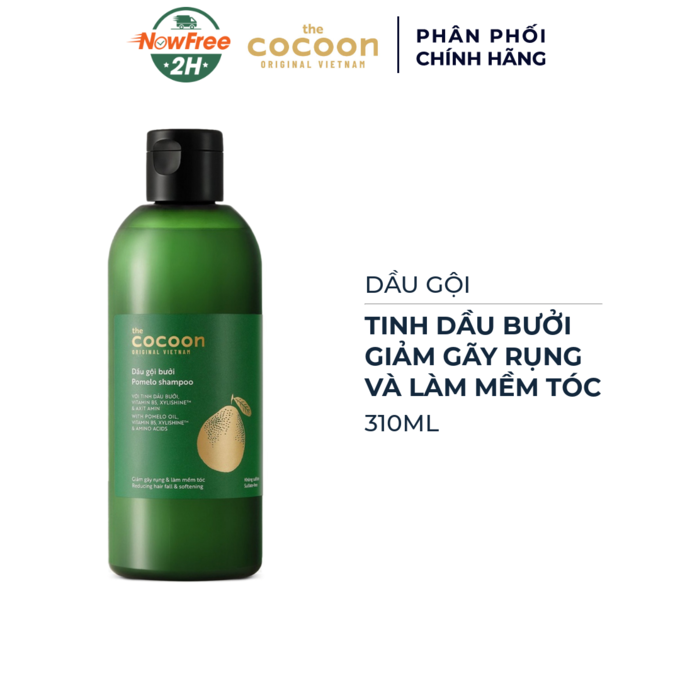 NowFree
2H
the
cocoon
ORIGINAL VIETNAM
PHÂN PHỐI
CHÍNH HÃNG
DẦU GỘI
TINH DẦU BƯỞI
GIẢM GÃY RỤNG
VÀ LÀM MỀM TÓC
310ML
the
cocoon
ORIGINAL VIETNAM
Dầu gội bưởi
Pomelo shampoo
VỚI TINH DẦU BƯỞI,
VITAMIN B5, XYLISHINE™
& AXIT AMIN
WITH POMELO OIL,
VITAMIN B5, XYLISHINE™
& AMINO ACIDS
Giảm gãy rụng & làm mềm tóc
Reducing hair fall & softening